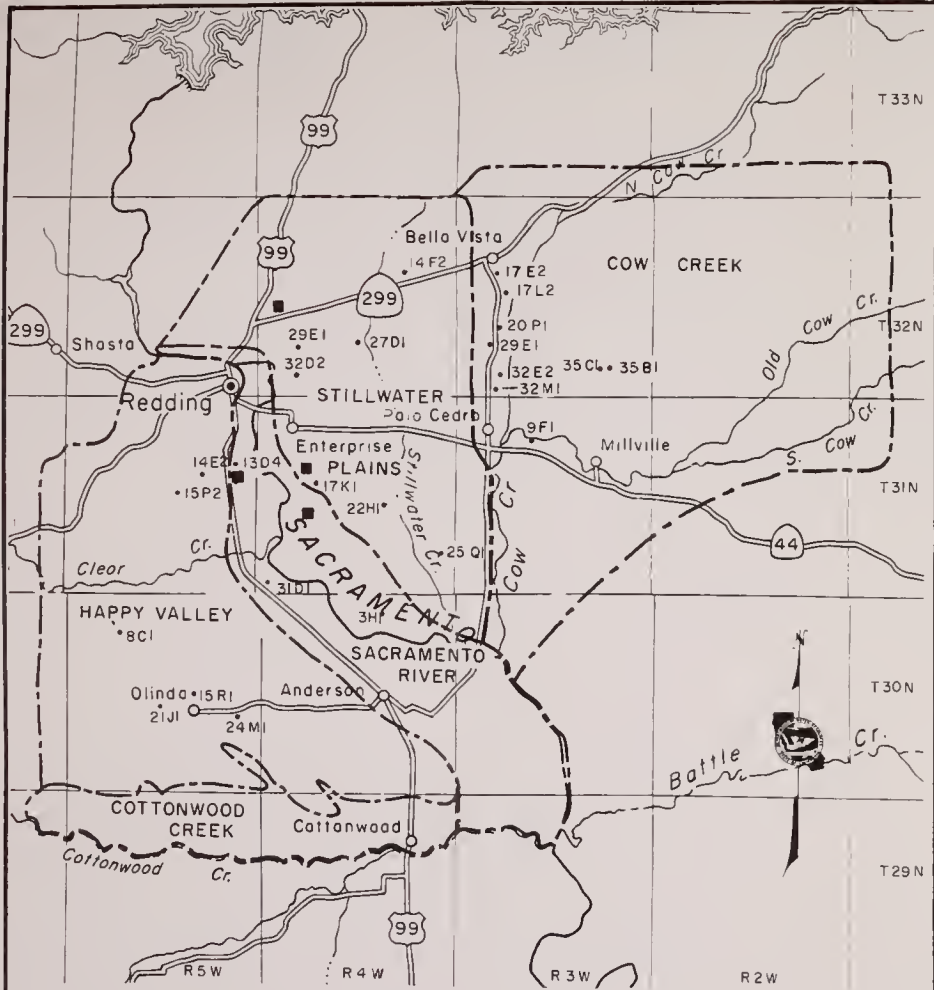 T33N
99
N Cow Cr
99
Bella Vista
14F2
17E2
COW CREEK
299
17L2
299
20P1
Old Cow Cr.
T32N
Shasta
29E1
27D1
29E1
32D2
32E2
35C1
35B1
STILLWATER
32M1
Redding
Palo Cedro
9F1
Enterprise
Millville
S. Cow Cr.
14E2
13D4
PLAINS
17K1
Stillwater Cr.
T31N
15P2
22H1
SACRAMENTO
Cow Cr
44
Clear Cr.
25Q1
31D1
HAPPY VALLEY
3H1
8C1
SACRAMENTO
RIVER
N
Olinda
15R1
Anderson
T30N
21J1
24M1
Battle Cr.
COTTONWOOD
CREEK
Cottonwood
Cottonwood Cr.
T29N
99
R5W
R4W
R3W
R2W